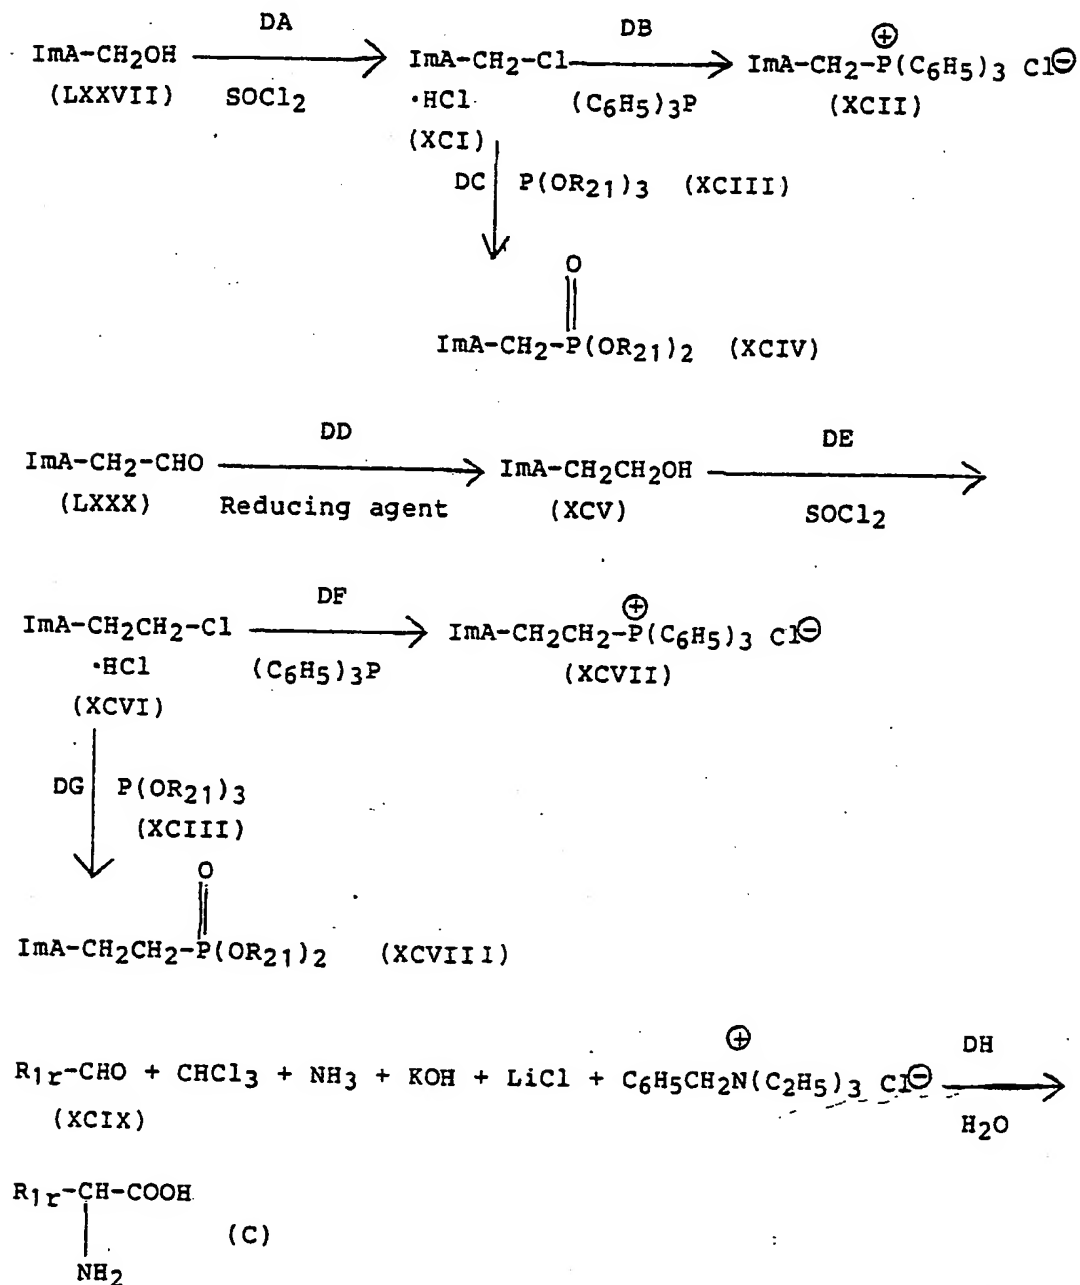 DA DB
ImA-CH2OH ImA-CH2-Cl ImA-CH2-P(C6H5)3 Cl⊖
⊕
(LXXVII) SOCl2 ·HCl (C6H5)3P (XCII)
(XCI)
DC P(OR21)3 (XCIII)
O
ImA-CH2-P(OR21)2 (XCIV)
DD DE
ImA-CH2-CHO ImA-CH2CH2OH
(LXXX) Reducing agent (XCV) SOCl2
DF ⊕
ImA-CH2CH2-Cl ImA-CH2CH2-P(C6H5)3 Cl⊖
·HCl (C6H5)3P (XCVII)
(XCVI)
DG P(OR21)3
(XCIII)
O
ImA-CH2CH2-P(OR21)2 (XCVIII)
⊕ DH
R1r-CHO + CHCl3 + NH3 + KOH + LiCl + C6H5CH2N(C2H5)3 Cl⊖
(XCIX) H2O
R1r-CH-COOH
(C)
NH2